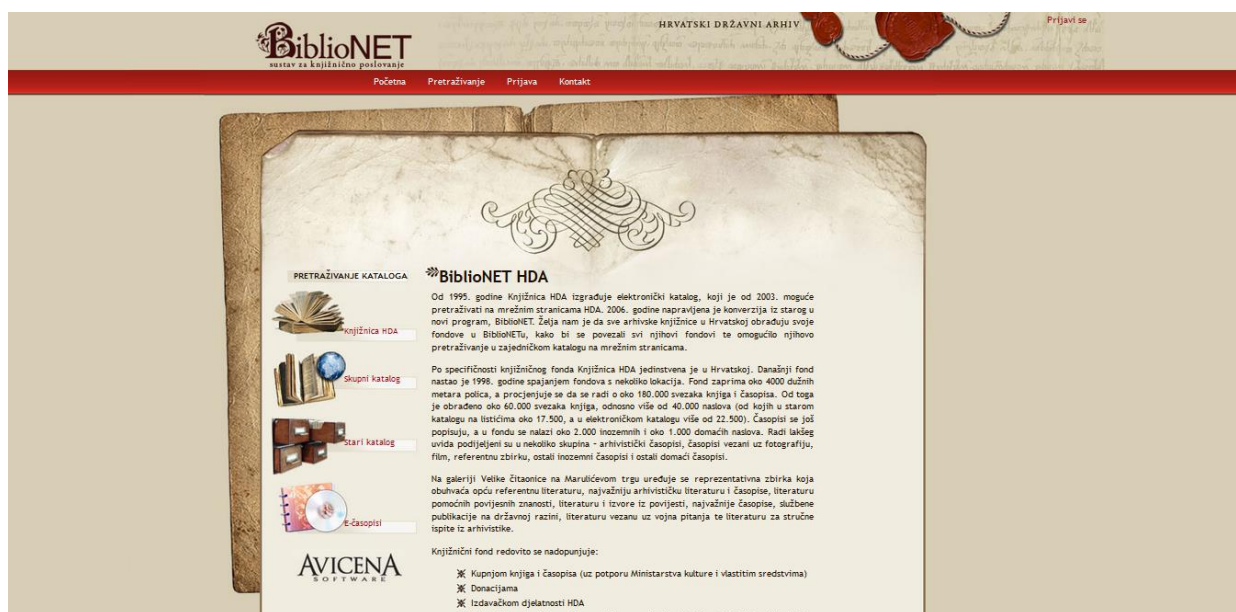 BiblioNET
sustav za knjižnično poslovanje
HRVATSKI DRŽAVNI ARHIV
Prijavi se
Početna Pretraživanje Prijava Kontakt
PRETRAŽIVANJE KATALOGA
Knjižnica HDA
Skupni katalog
Stari katalog
E-časopisi
AVICENA
SOFTWARE
BiblioNET HDA
Od 1995. godine Knjižnica HDA izgrađuje elektronički katalog, koji je od 2003. moguće
pretraživati na mrežnim stranicama HDA. 2006. godine napravljena je konverzija iz starog u
novi program, BiblioNET. Želja nam je da sve arhivske knjižnice u Hrvatskoj obrađuju svoje
fondove u BiblioNETu, kako bi se povezali svi njihovi fondovi te omogućilo njihovo
pretraživanje u zajedničkom katalogu na mrežnim stranicama.
Po specifičnosti knjižničnog fonda Knjižnica HDA jedinstvena je u Hrvatskoj. Današnji fond
nastao je 1998. godine spajanjem fondova s nekoliko lokacija. Fond zaprima oko 4000 dužnih
metara polica, a procjenjuje se da se radi o oko 180.000 svezaka knjiga i časopisa. Od toga
je obrađeno oko 60.000 svezaka knjiga, odnosno više od 40.000 naslova (od kojih u starom
katalogu na listićima oko 17.500, a u elektroničkom katalogu više od 22.500). Časopisi se još
popisuju, a u fondu se nalazi oko 2.000 inozemnih i oko 1.000 domaćih naslova. Radi lakšeg
uvida podijeljeni su u nekoliko skupina - arhivistički časopisi, časopisi vezani uz fotografiju,
film, referentnu zbirku, ostali inozemni časopisi i ostali domaći časopisi.
Na galeriji Velike čitaonice na Marulićevom trgu uređuje se reprezentativna zbirka koja
obuhvaća opću referentnu literaturu, najvažniju arhivističku literaturu i časopise, literaturu
pomoćnih povijesnih znanosti, literaturu i izvore iz povijesti, najvažnije časopise, službene
publikacije na državnoj razini, literaturu vezanu uz vojna pitanja te literaturu za stručne
ispite iz arhivistike.
Knjižnični fond redovito se nadopunjuje:
Kupnjom knjiga i časopisa (uz potporu Ministarstva kulture i vlastitim sredstvima)
Donacijama
Izdavačkom djelatnosti HDA